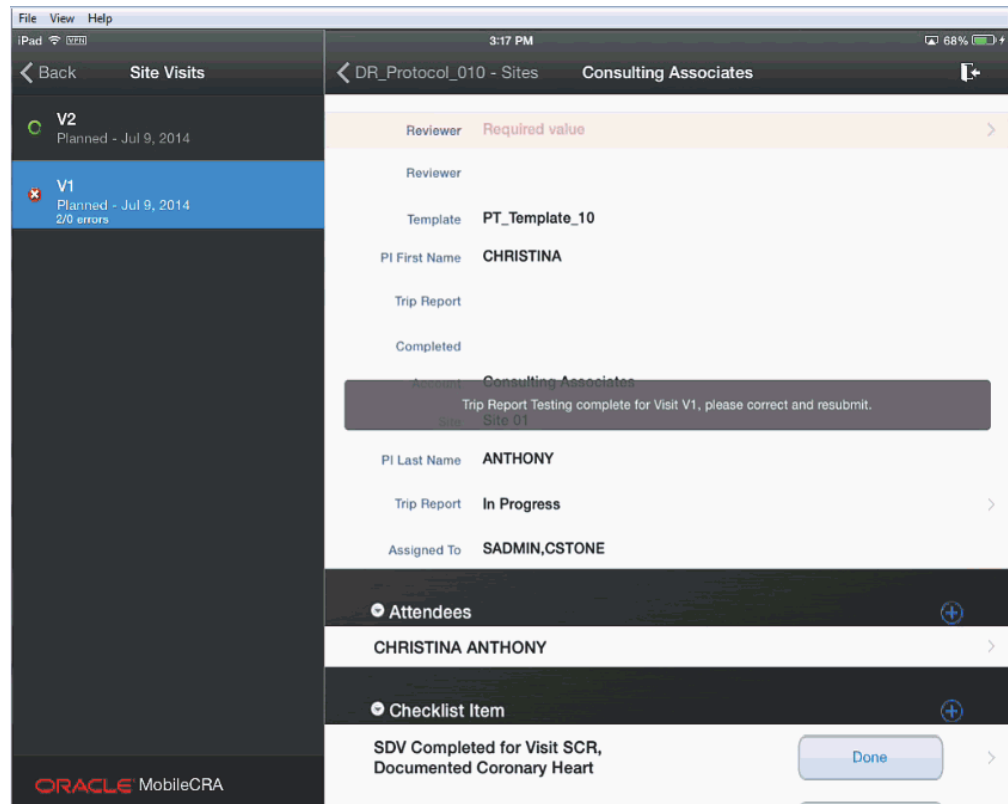 File View Help
iPad VPN 3:17 PM 68%
Back Site Visits DR_Protocol_010 - Sites Consulting Associates
V2
Planned - Jul 9, 2014
V1
Planned - Jul 9, 2014
2/0 errors
Reviewer Required value
Reviewer
Template PT_Template_10
PI First Name CHRISTINA
Trip Report
Completed
Account Consulting Associates
Trip Report Testing complete for Visit V1, please correct and resubmit.
Site Site 01
PI Last Name ANTHONY
Trip Report In Progress
Assigned To SADMIN,CSTONE
Attendees
CHRISTINA ANTHONY
Checklist Item
SDV Completed for Visit SCR,
Documented Coronary Heart
Done
ORACLE MobileCRA